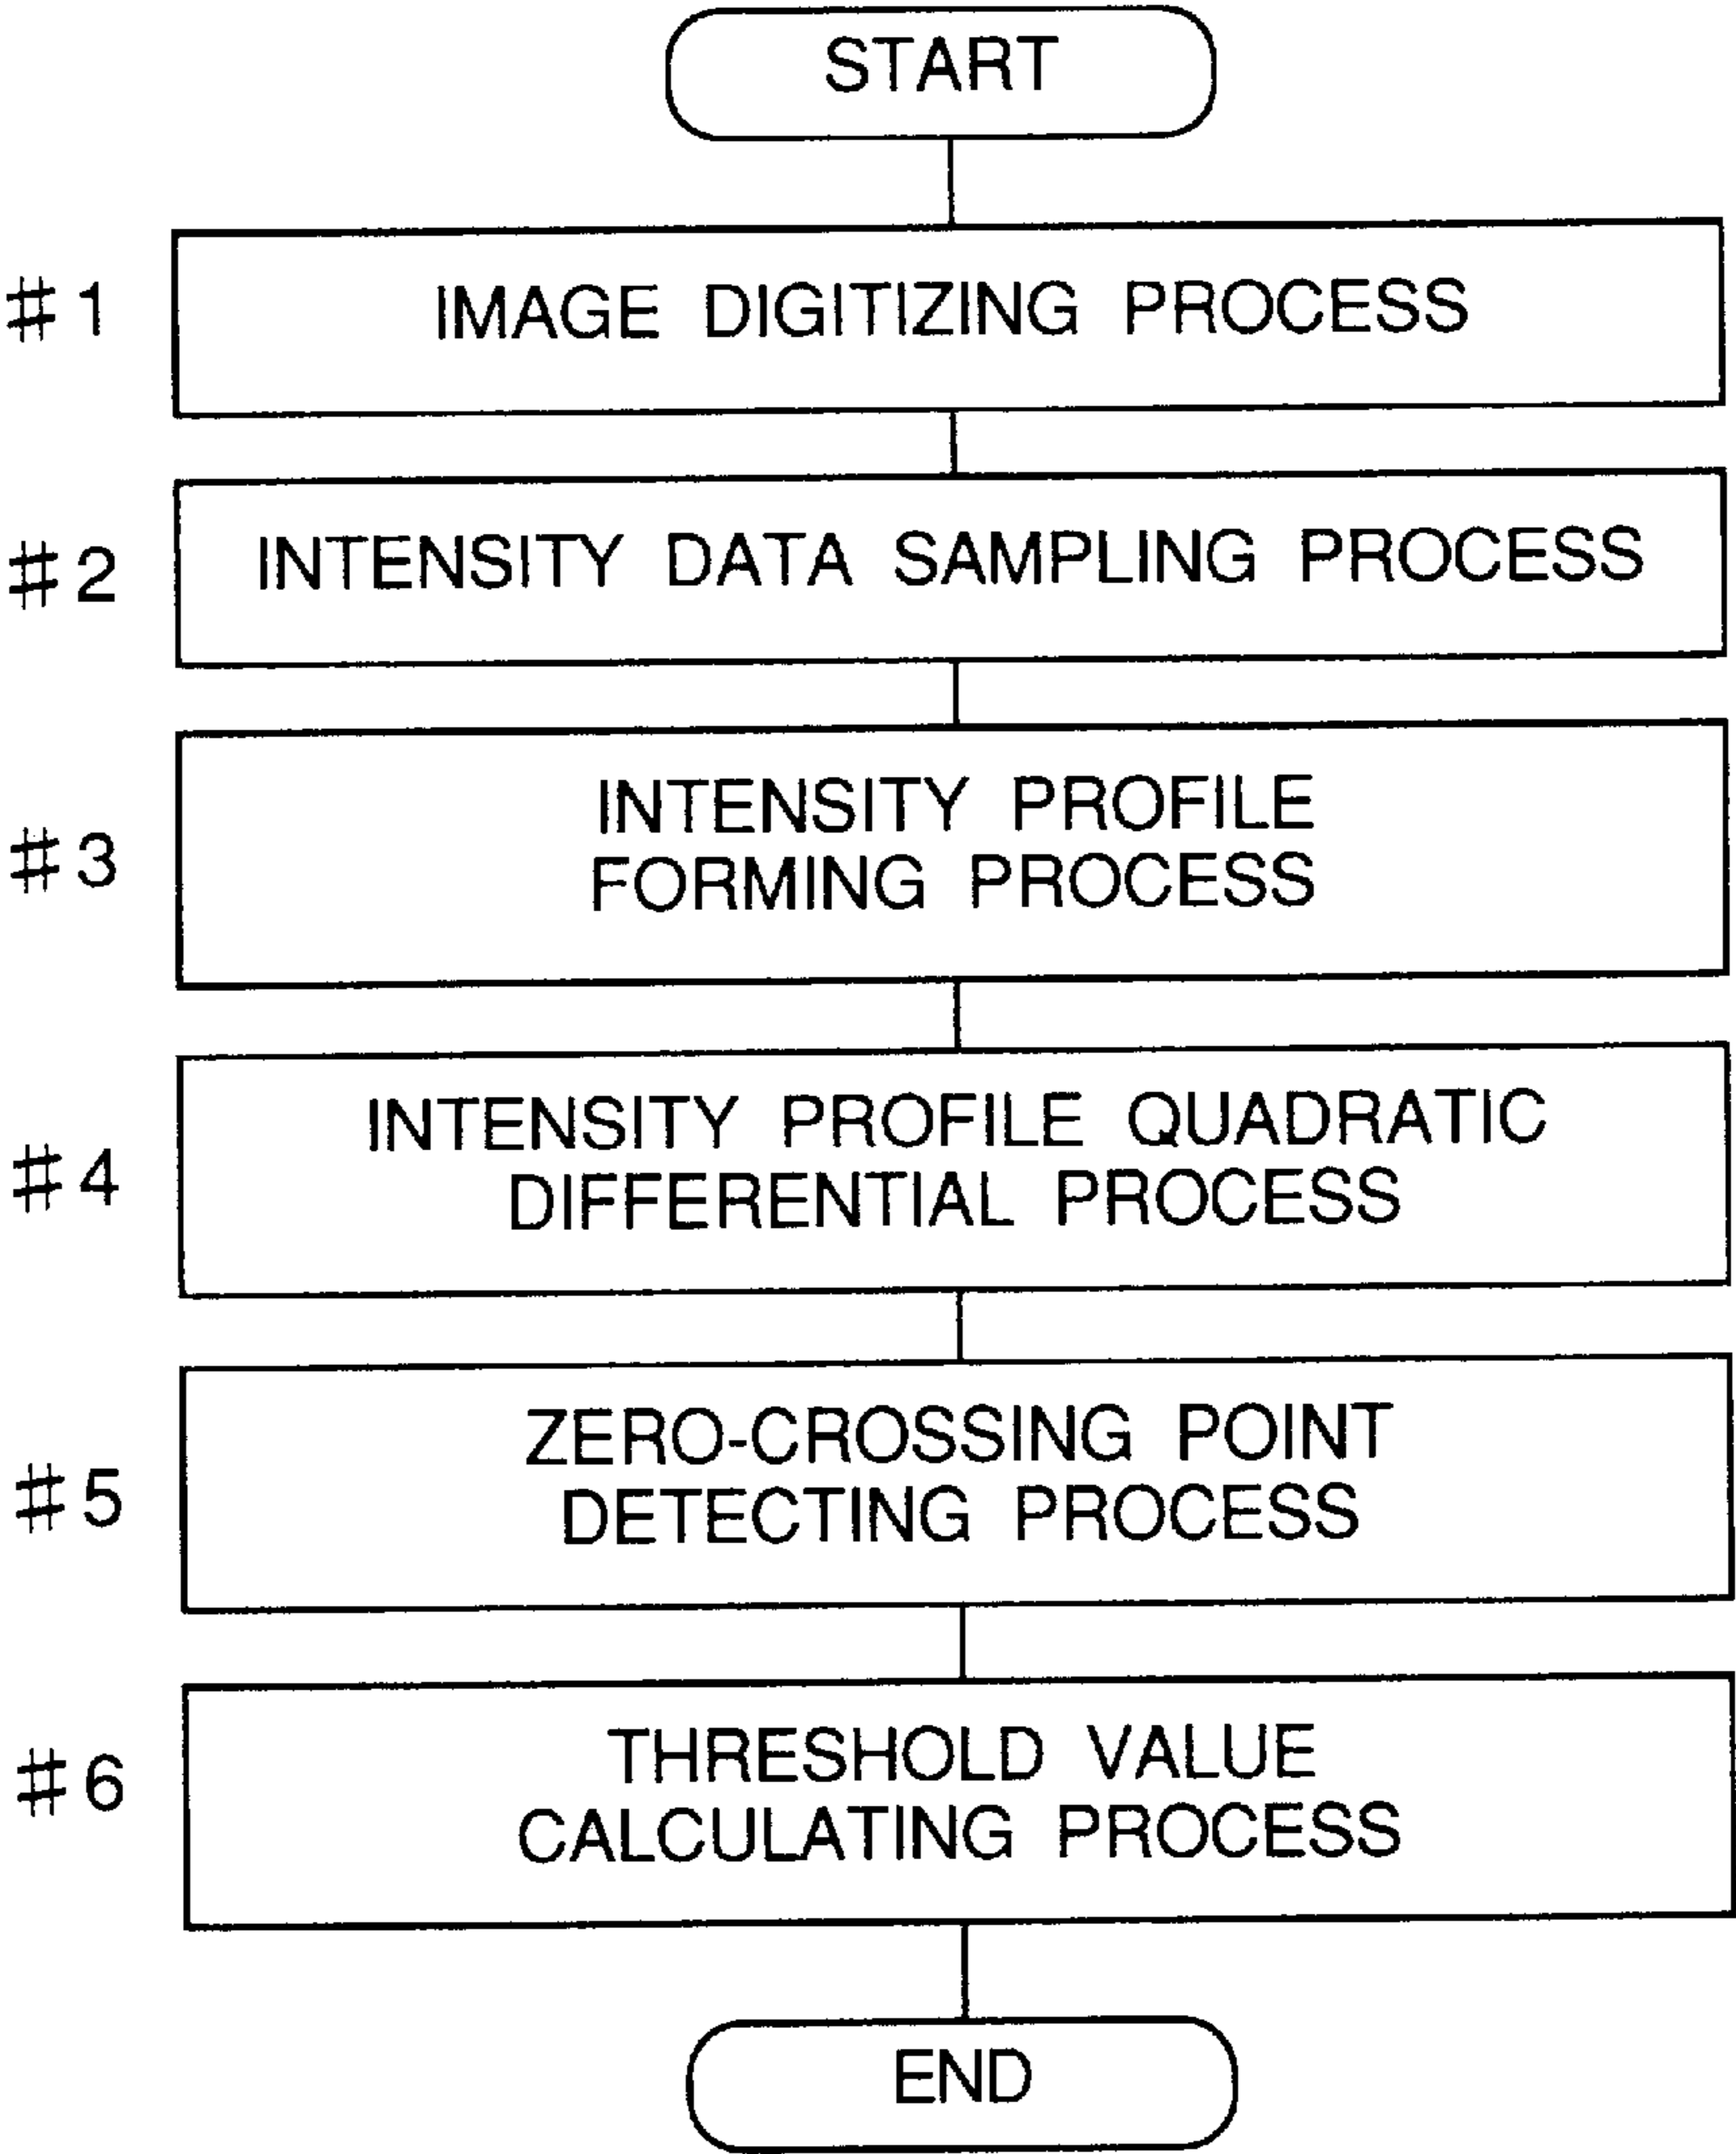 START
#1 IMAGE DIGITIZING PROCESS
#2 INTENSITY DATA SAMPLING PROCESS
#3 INTENSITY PROFILE
FORMING PROCESS
#4 INTENSITY PROFILE QUADRATIC
DIFFERENTIAL PROCESS
#5 ZERO-CROSSING POINT
DETECTING PROCESS
#6 THRESHOLD VALUE
CALCULATING PROCESS
END